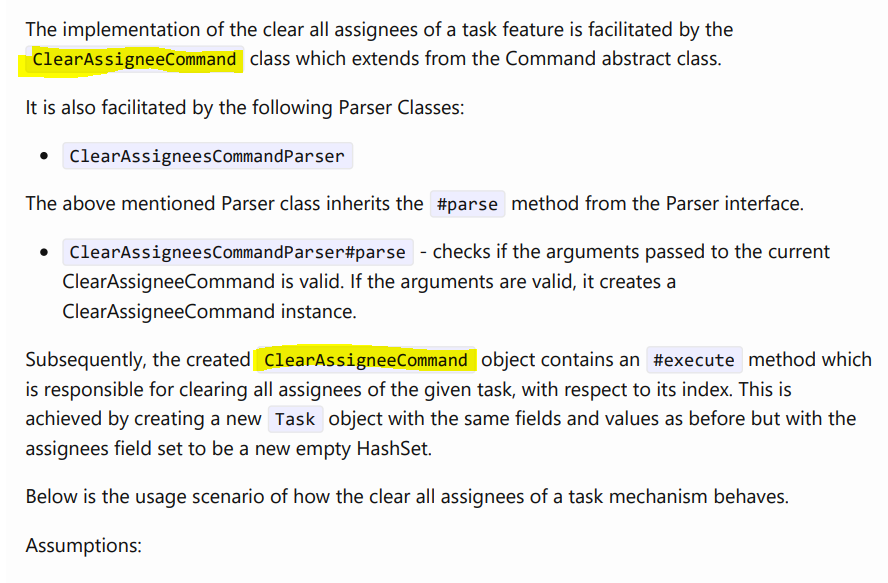 The implementation of the clear all assignees of a task feature is facilitated by the
ClearAssigneeCommand class which extends from the Command abstract class.
It is also facilitated by the following Parser Classes:
• ClearAssigneesCommandParser
The above mentioned Parser class inherits the #parse method from the Parser interface.
• ClearAssigneesCommandParser#parse - checks if the arguments passed to the current
ClearAssigneeCommand is valid. If the arguments are valid, it creates a
ClearAssigneeCommand instance.
Subsequently, the created ClearAssigneeCommand object contains an #execute method which
is responsible for clearing all assignees of the given task, with respect to its index. This is
achieved by creating a new Task object with the same fields and values as before but with the
assignees field set to be a new empty HashSet.
Below is the usage scenario of how the clear all assignees of a task mechanism behaves.
Assumptions: